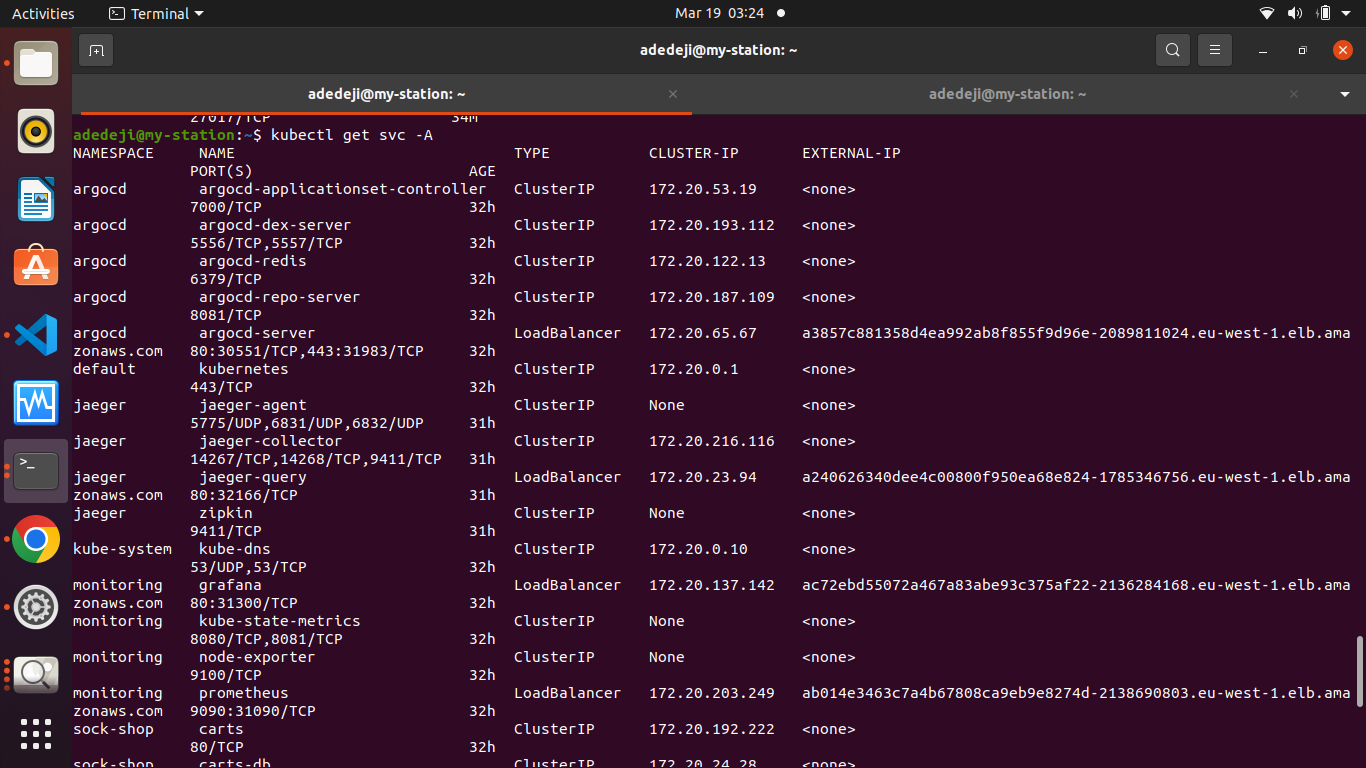 Activities Terminal Mar 19 03:24
adedeji@my-station: ~
adedeji@my-station: ~ adedeji@my-station: ~
27017/TCP 34M
adedeji@my-station:~$ kubectl get svc -A
NAMESPACE NAME TYPE CLUSTER-IP EXTERNAL-IP
PORT(S) AGE
argocd argocd-applicationset-controller ClusterIP 172.20.53.19 <none>
7000/TCP 32h
argocd argocd-dex-server ClusterIP 172.20.193.112 <none>
5556/TCP,5557/TCP 32h
argocd argocd-redis ClusterIP 172.20.122.13 <none>
6379/TCP 32h
argocd argocd-repo-server ClusterIP 172.20.187.109 <none>
8081/TCP 32h
argocd argocd-server LoadBalancer 172.20.65.67 a3857c881358d4ea992ab8f855f9d96e-2089811024.eu-west-1.elb.ama
zonaws.com 80:30551/TCP,443:31983/TCP 32h
default kubernetes ClusterIP 172.20.0.1 <none>
443/TCP 32h
jaeger jaeger-agent ClusterIP None <none>
5775/UDP,6831/UDP,6832/UDP 31h
jaeger jaeger-collector ClusterIP 172.20.216.116 <none>
14267/TCP,14268/TCP,9411/TCP 31h
jaeger jaeger-query LoadBalancer 172.20.23.94 a240626340dee4c00800f950ea68e824-1785346756.eu-west-1.elb.ama
zonaws.com 80:32166/TCP 31h
jaeger zipkin ClusterIP None <none>
9411/TCP 31h
kube-system kube-dns ClusterIP 172.20.0.10 <none>
53/UDP,53/TCP 32h
monitoring grafana LoadBalancer 172.20.137.142 ac72ebd55072a467a83abe93c375af22-2136284168.eu-west-1.elb.ama
zonaws.com 80:31300/TCP 32h
monitoring kube-state-metrics ClusterIP None <none>
8080/TCP,8081/TCP 32h
monitoring node-exporter ClusterIP None <none>
9100/TCP 32h
monitoring prometheus LoadBalancer 172.20.203.249 ab014e3463c7a4b67808ca9eb9e8274d-2138690803.eu-west-1.elb.ama
zonaws.com 9090:31090/TCP 32h
sock-shop carts ClusterIP 172.20.192.222 <none>
80/TCP 32h
sock-shop carts-db ClusterIP 172.20.24.28 <none>